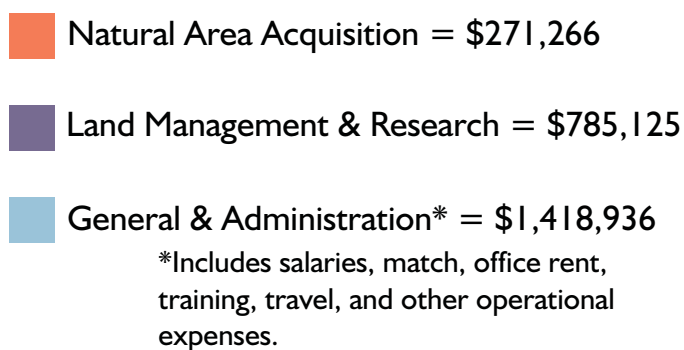 Natural Area Acquisition = $271,266
Land Management & Research = $785,125
General & Administration* = $1,418,936
*Includes salaries, match, office rent,
training, travel, and other operational
expenses.